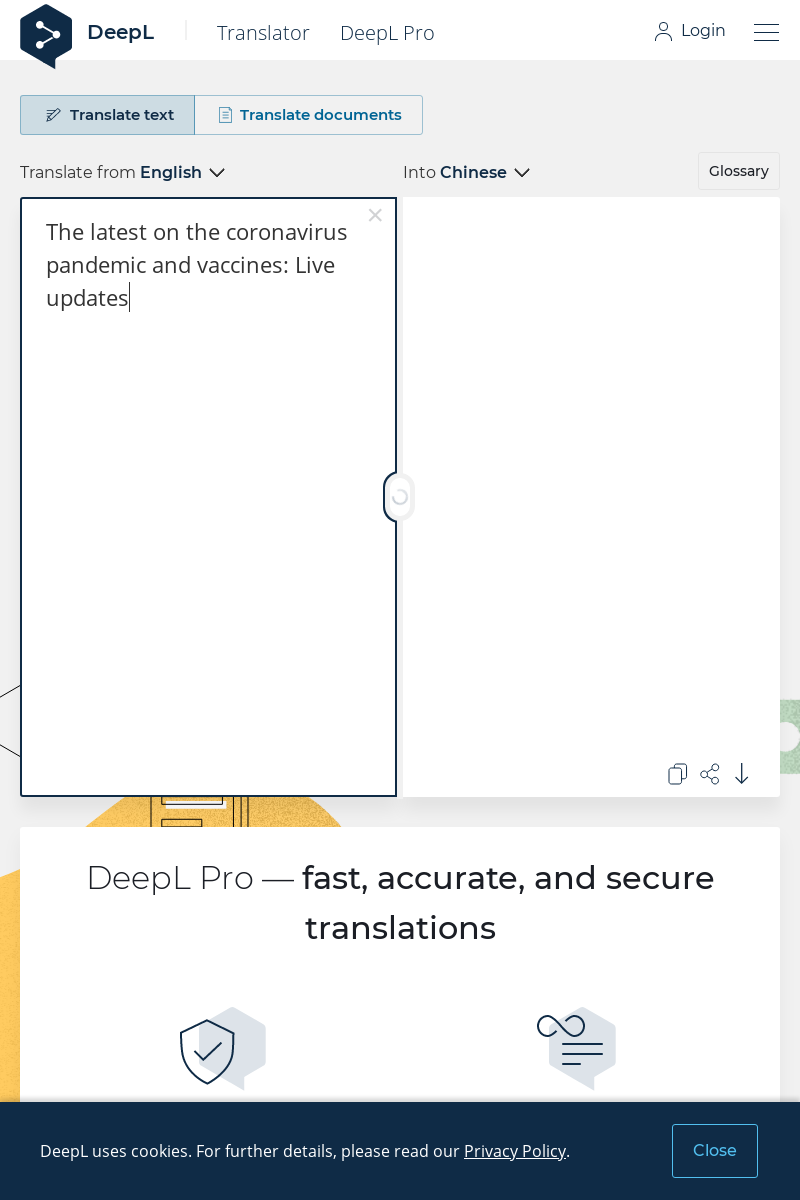 DeepL
Translator
DeepL Pro
Login
Translate text
Translate documents
Translate from English
Into Chinese
Glossary
The latest on the coronavirus
pandemic and vaccines: Live
updates
DeepL Pro — fast, accurate, and secure
translations
DeepL uses cookies. For further details, please read our Privacy Policy.
Close